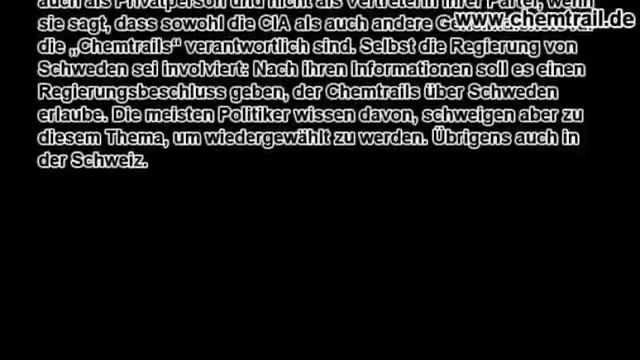 auch als Privatperson und nicht als Vertreterin ihrer Partei, wenn
www.chemtrail.de
sie sagt, dass sowohl die CIA als auch andere
die „Chemtrails“ verantwortlich sind. Selbst die Regierung von
Schweden sei involviert: Nach ihren Informationen soll es einen
Regierungsbeschluss geben, der Chemtrails über Schweden
erlaube. Die meisten Politiker wissen davon, schweigen aber zu
diesem Thema, um wiedergewählt zu werden. Übrigens auch in
der Schweiz.